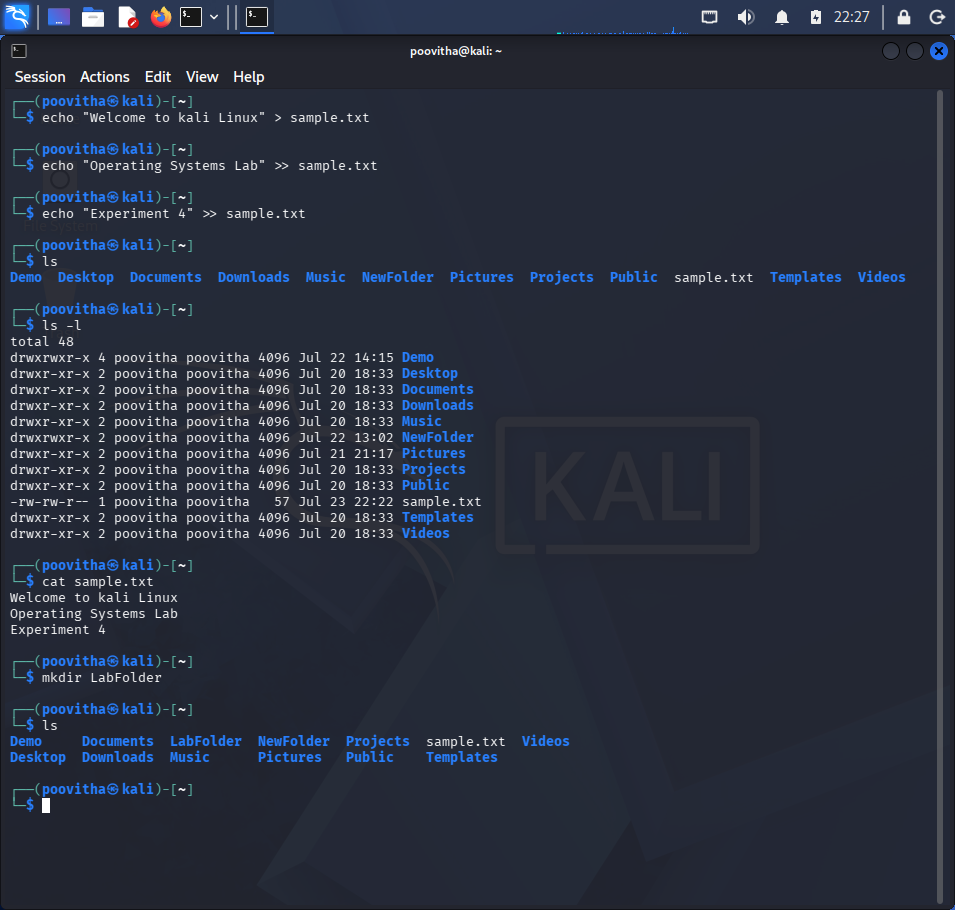 22:27
poovitha@kali: ~
Session Actions Edit View Help
┌──(poovitha㉿kali)-[~]
└─$ echo "Welcome to kali Linux" > sample.txt
┌──(poovitha㉿kali)-[~]
└─$ echo "Operating Systems Lab" >> sample.txt
┌──(poovitha㉿kali)-[~]
└─$ echo "Experiment 4" >> sample.txt
File System
┌──(poovitha㉿kali)-[~]
└─$ ls
Demo Desktop Documents Downloads Music NewFolder Pictures Projects Public sample.txt Templates Videos
┌──(poovitha㉿kali)-[~]
└─$ ls -l
total 48
drwxrwxr-x 4 poovitha poovitha 4096 Jul 22 14:15 Demo
drwxr-xr-x 2 poovitha poovitha 4096 Jul 20 18:33 Desktop
drwxr-xr-x 2 poovitha poovitha 4096 Jul 20 18:33 Documents
drwxr-xr-x 2 poovitha poovitha 4096 Jul 20 18:33 Downloads
drwxr-xr-x 2 poovitha poovitha 4096 Jul 20 18:33 Music
drwxrwxr-x 2 poovitha poovitha 4096 Jul 22 13:02 NewFolder
drwxr-xr-x 2 poovitha poovitha 4096 Jul 21 21:17 Pictures
drwxr-xr-x 2 poovitha poovitha 4096 Jul 20 18:33 Projects
drwxr-xr-x 2 poovitha poovitha 4096 Jul 20 18:33 Public
-rw-rw-r-- 1 poovitha poovitha   57 Jul 23 22:22 sample.txt
drwxr-xr-x 2 poovitha poovitha 4096 Jul 20 18:33 Templates
drwxr-xr-x 2 poovitha poovitha 4096 Jul 20 18:33 Videos
KALI
┌──(poovitha㉿kali)-[~]
└─$ cat sample.txt
Welcome to kali Linux
Operating Systems Lab
Experiment 4
┌──(poovitha㉿kali)-[~]
└─$ mkdir LabFolder
┌──(poovitha㉿kali)-[~]
└─$ ls
Demo Documents LabFolder NewFolder Projects sample.txt Videos
Desktop Downloads Music Pictures Public Templates
┌──(poovitha㉿kali)-[~]
└─$